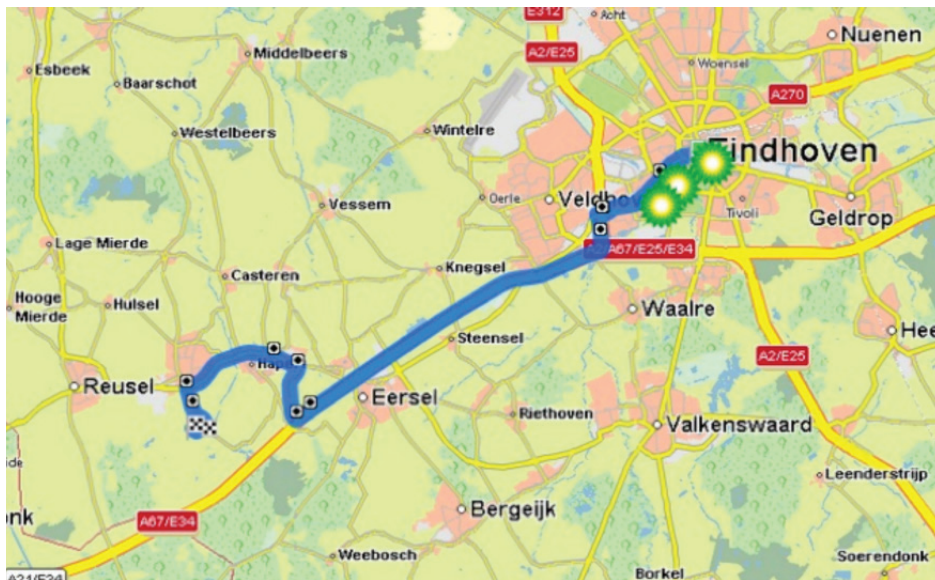 E312
Acht
Nuenen
Middelbeers
A2/E25
Woensel
Esbeek
Baarschot
A270
Westelbeers
Wintelre
Eindhoven
Oerle
Vessem
Tivoli
Geldrop
Lage Mierde
A67/E25/E34
Knegsel
Casteren
Hooge
Mierde
Hulsel
Waalre
Steensel
A2/E25
Reusel
Eersel
Riethoven
Valkenswaard
Leenderstrijp
Bergeijk
A67/E34
Weebosch
Soerendonk
Borkel